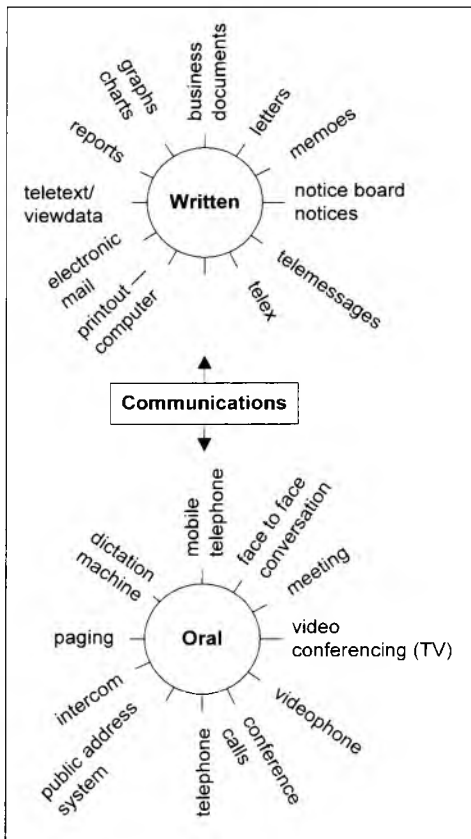 business
documents
letters
memoes
notice board
notices
telemessages
telex
printout
computer
electronic
mail
teletext/
viewdata
reports
graphs
charts
Written
Communications
mobile
telephone
face to face
conversation
meeting
video
conferencing (TV)
videophone
conference
calls
telephone
public address
system
intercom
paging
dictation
machine
Oral